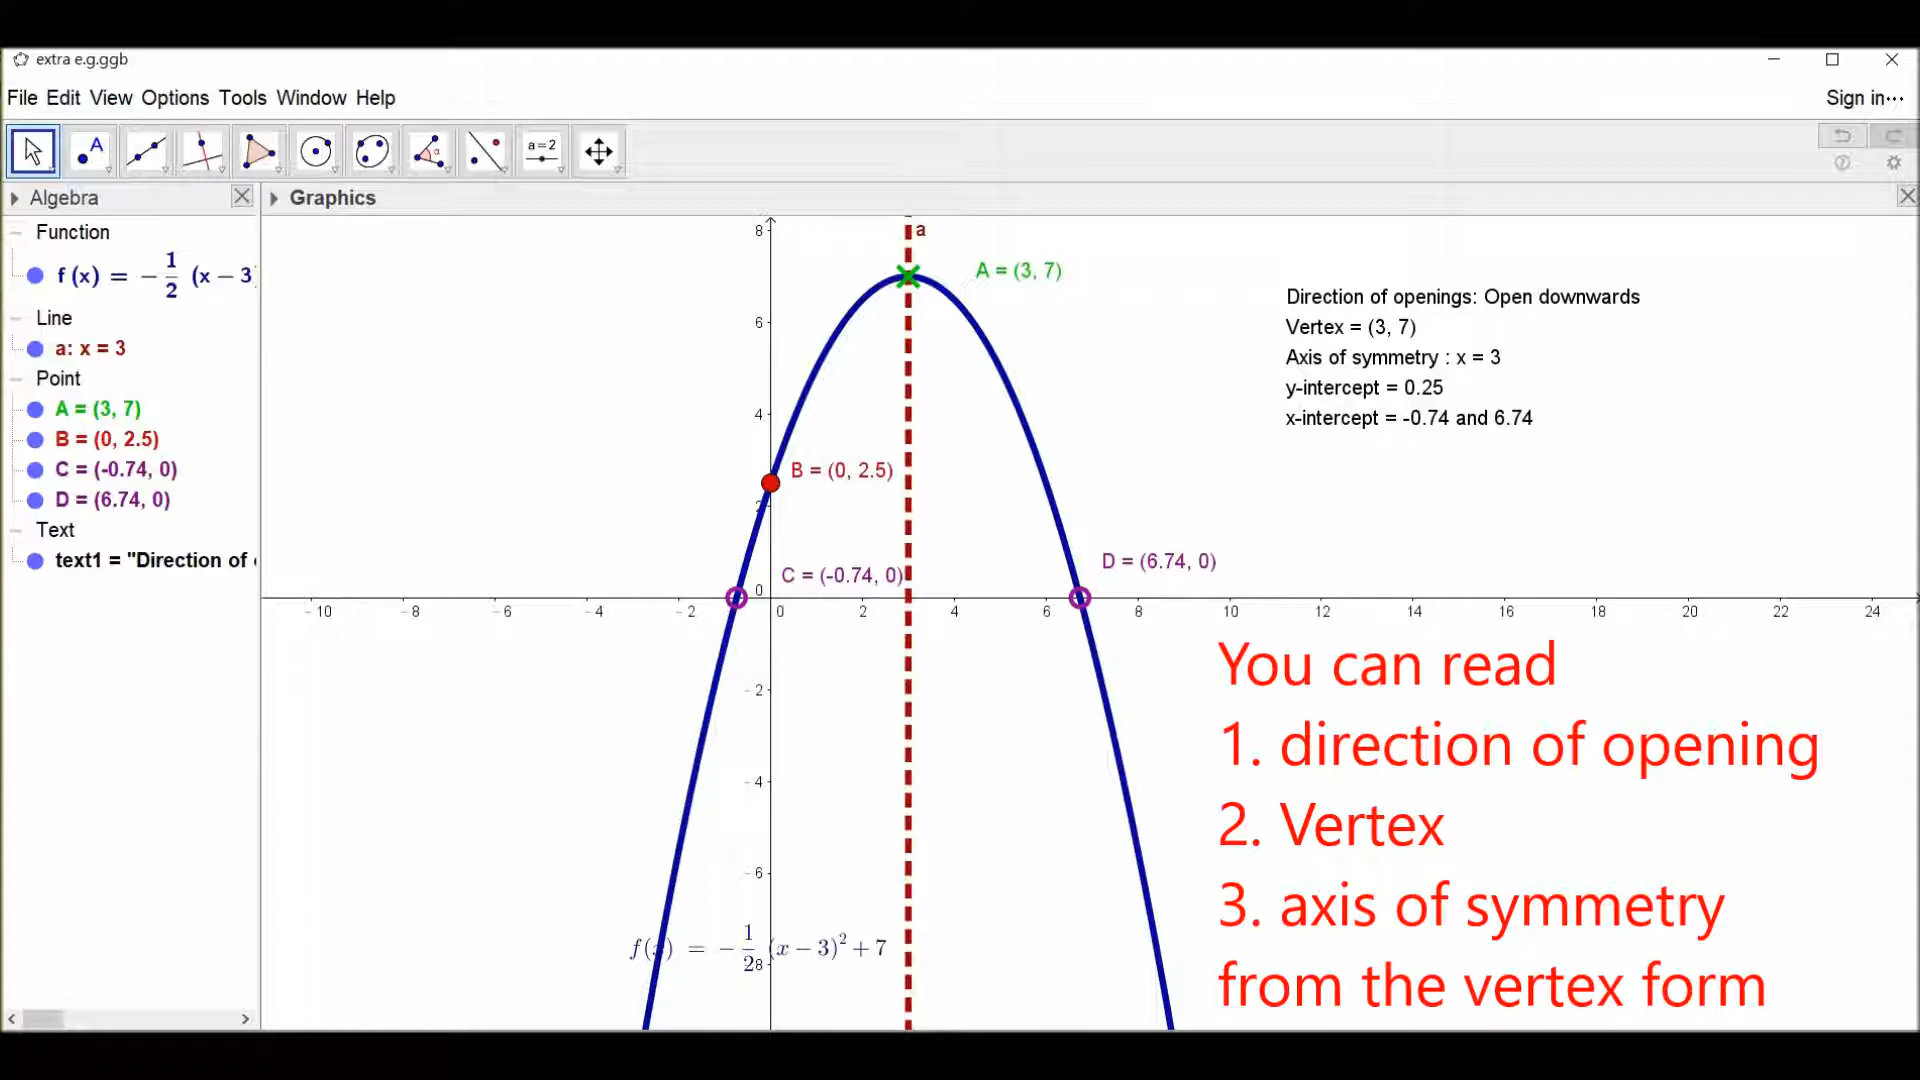 extra e.g.ggb
File Edit View Options Tools Window Help
Sign in...
A
α
a=2
Algebra
Graphics
Function
f (x) = − 1/2 (x − 3)
Line
a: x = 3
Point
A = (3, 7)
B = (0, 2.5)
C = (-0.74, 0)
D = (6.74, 0)
Text
text1 = "Direction of
a
A = (3, 7)
B = (0, 2.5)
C = (-0.74, 0)
D = (6.74, 0)
8
6
4
2
0
-2
-4
-6
-8
-10 -8 -6 -4 -2 0 2 4 6 8 10 12 14 16 18 20 22 24
f(x) = − 1/2 (x − 3)² + 7
Direction of openings: Open downwards
Vertex = (3, 7)
Axis of symmetry : x = 3
y-intercept = 0.25
x-intercept = -0.74 and 6.74
You can read
1. direction of opening
2. Vertex
3. axis of symmetry
from the vertex form